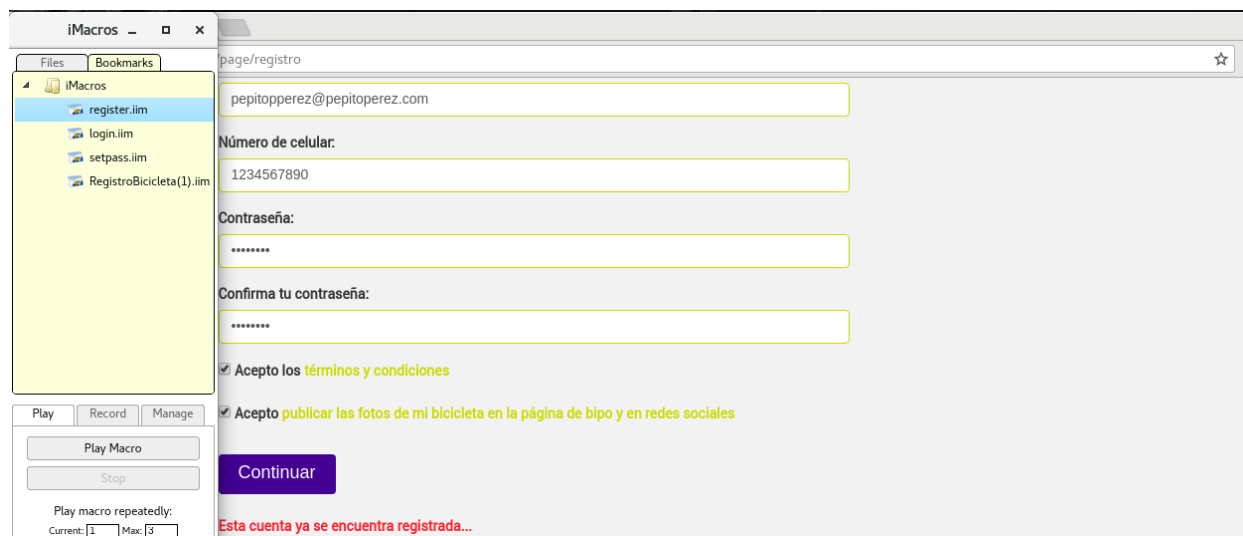 iMacros
Files Bookmarks
/page/registro
iMacros
register.iim
login.iim
setpass.iim
RegistroBicicleta(1).iim
pepitopperez@pepitoperez.com
Número de celular:
1234567890
Contraseña:
••••••••
Confirma tu contraseña:
••••••••
Acepto los términos y condiciones
Acepto publicar las fotos de mi bicicleta en la página de bipo y en redes sociales
Continuar
Esta cuenta ya se encuentra registrada...
Play Record Manage
Play Macro
Stop
Play macro repeatedly:
Current: 1 Max: 3